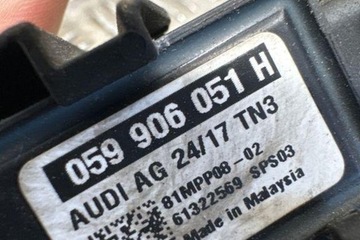 059 906 051 H
AUDI AG 24/17 TN3
81MPP08-02
61322569 SPS03
Made in Malaysia